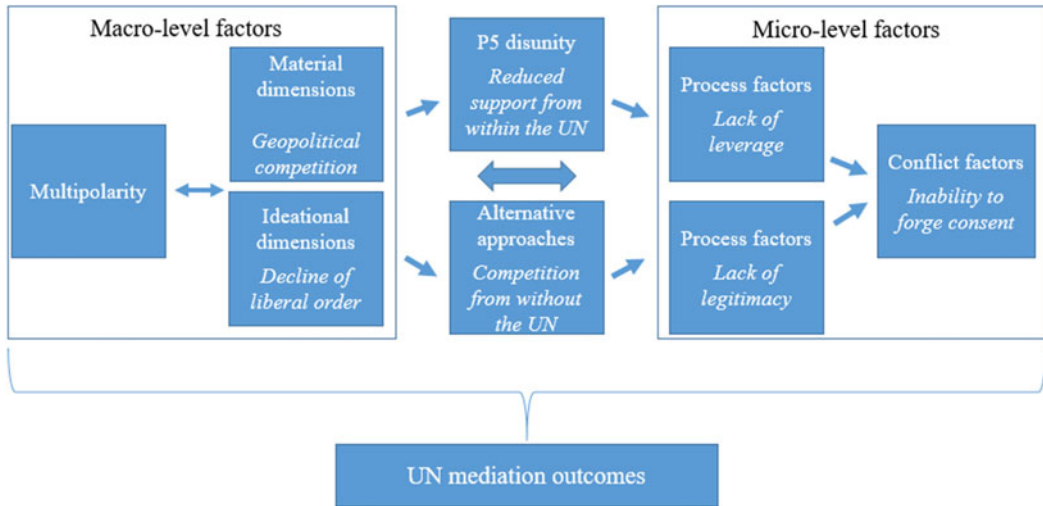 Macro-level factors
Multipolarity
Material
dimensions
Geopolitical
competition
Ideational
dimensions
Decline of
liberal order
P5 disunity
Reduced
support from
within the UN
Alternative
approaches
Competition
from without
the UN
Micro-level factors
Process factors
Lack of
leverage
Process factors
Lack of
legitimacy
Conflict factors
Inability to
forge consent
UN mediation outcomes